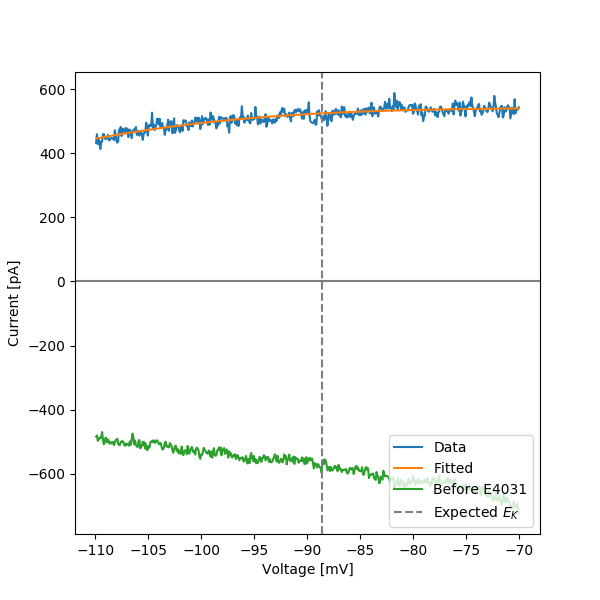 600
400
200
0
−200
−400
−600
Current [pA]
−110 −105 −100 −95 −90 −85 −80 −75 −70
Voltage [mV]
Data
Fitted
Before E4031
Expected $E_K$